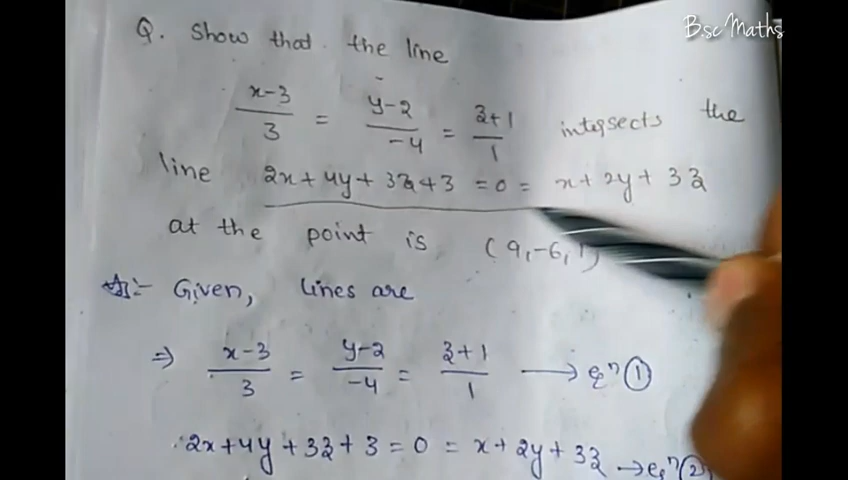 B.sc Maths
Q. Show that the line
x-3/3 = y-2/-4 = z+1/1 intersects the
line 2x+4y+3z+3 = 0 = x+2y+3z
at the point is (9,-6,1)
:- Given, lines are
⇒ x-3/3 = y-2/-4 = z+1/1 → eqⁿ ①
2x+4y+3z+3 = 0 = x+2y+3z → eqⁿ ②